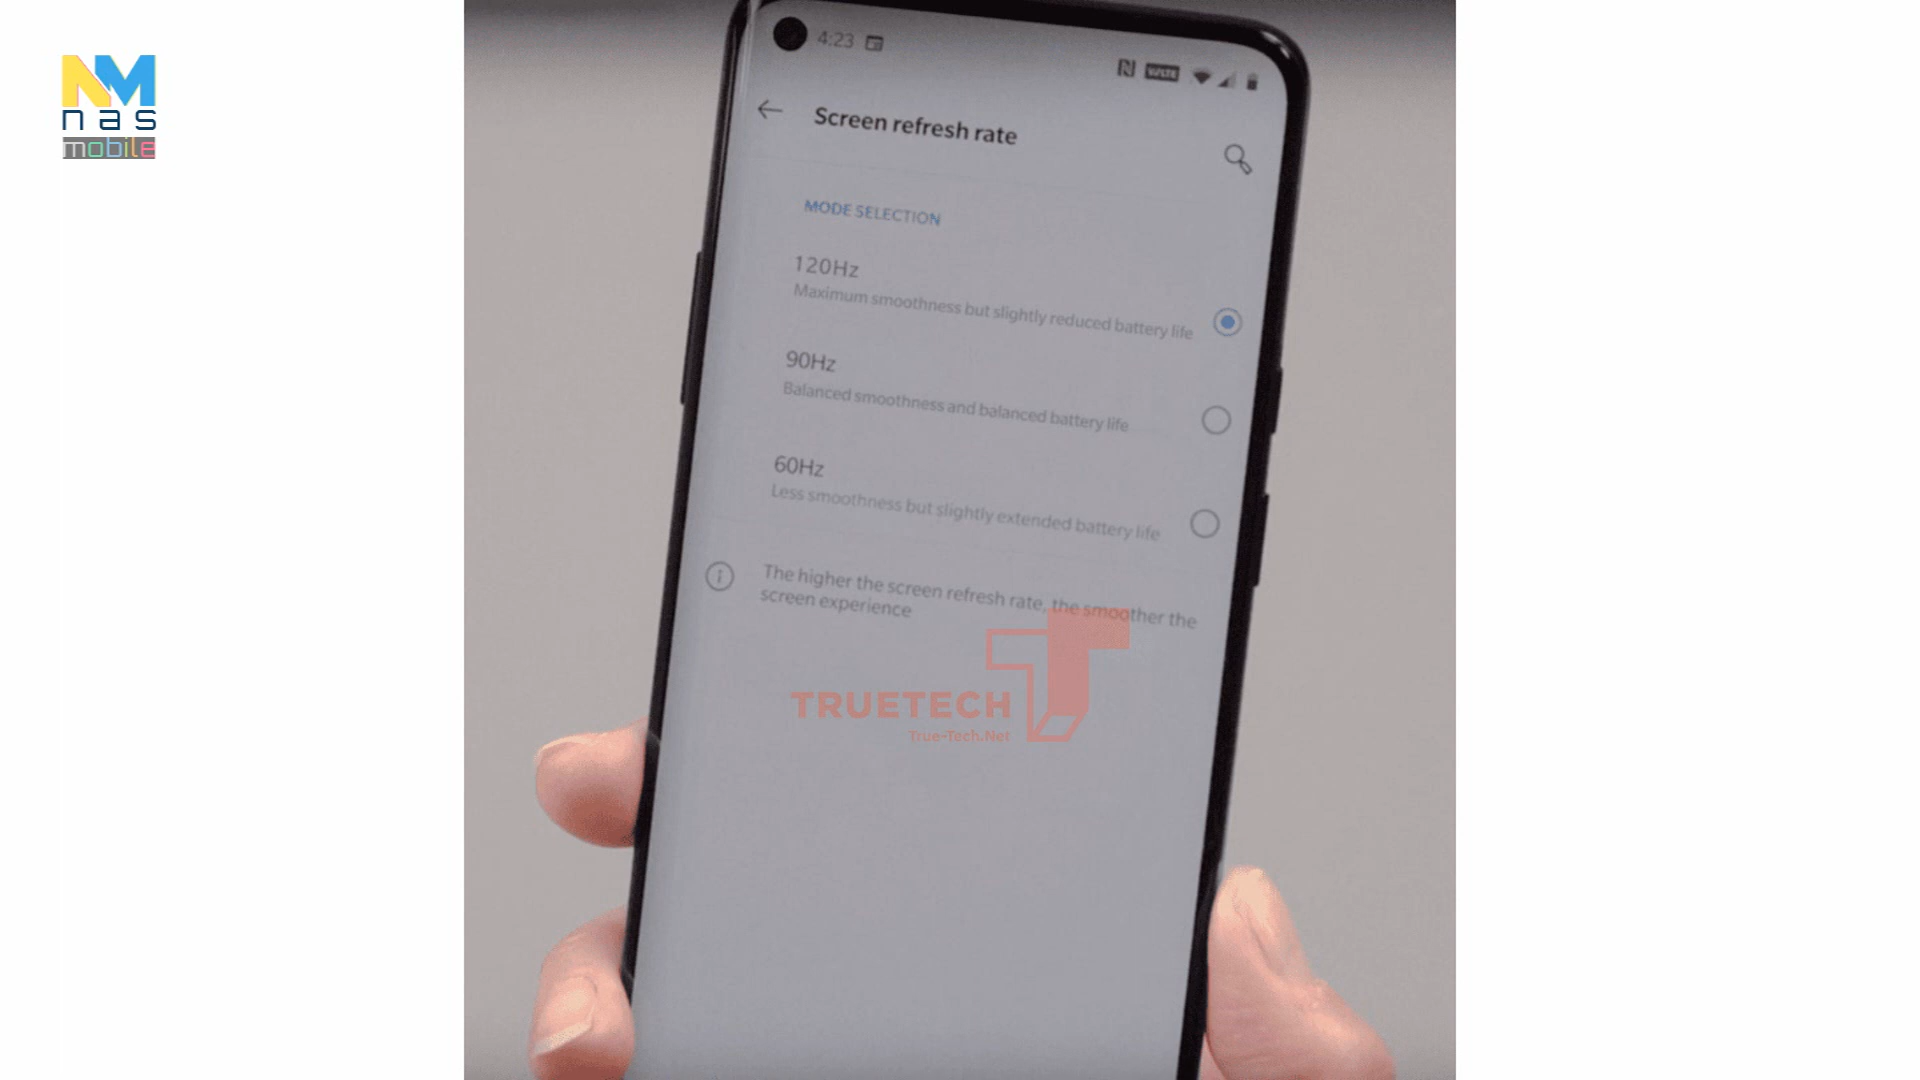 NM
nas
mobile
4:23
VoLTE
Screen refresh rate
MODE SELECTION
120Hz
Maximum smoothness but slightly reduced battery life
90Hz
Balanced smoothness and balanced battery life
60Hz
Less smoothness but slightly extended battery life
The higher the screen refresh rate, the smoother the
screen experience
TRUETECH
True-Tech.Net